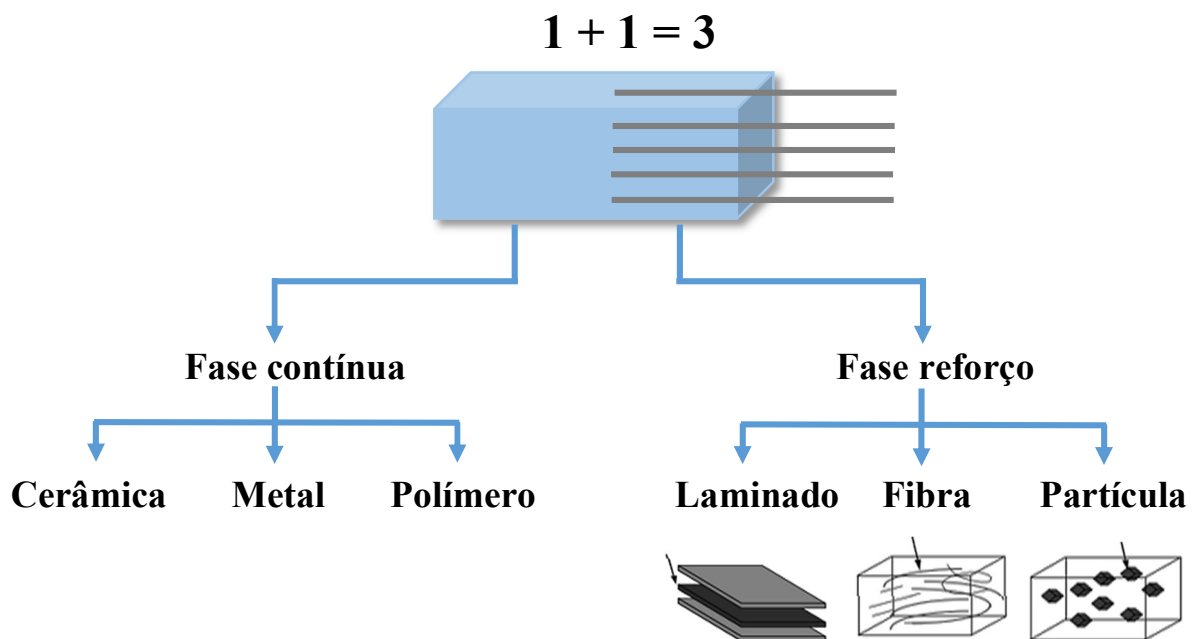 1 + 1 = 3
Fase contínua
Fase reforço
Cerâmica Metal Polímero
Laminado Fibra Partícula